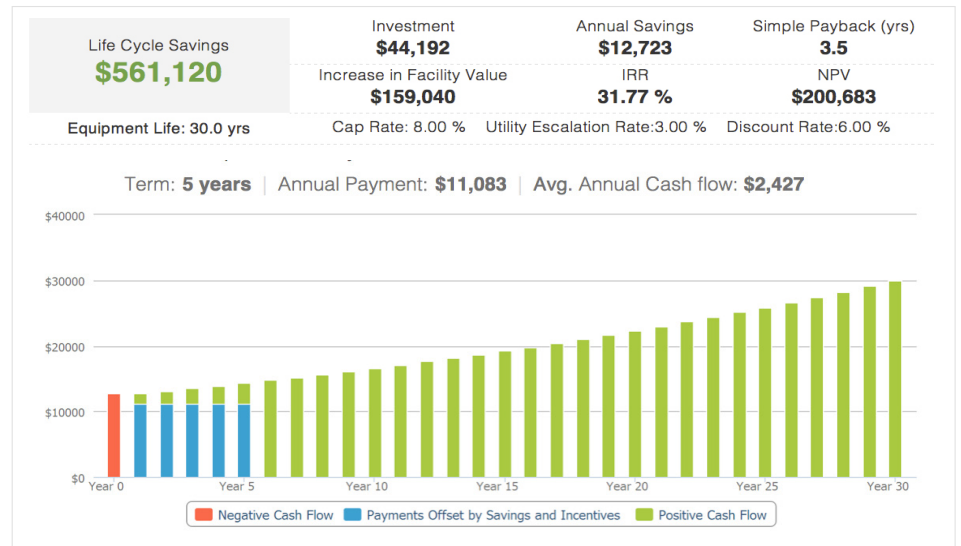 Life Cycle Savings
$561,120
Equipment Life: 30.0 yrs
Investment
$44,192
Annual Savings
$12,723
Simple Payback (yrs)
3.5
Increase in Facility Value
$159,040
IRR
31.77 %
NPV
$200,683
Cap Rate: 8.00 % Utility Escalation Rate:3.00 % Discount Rate:6.00 %
Term: 5 years | Annual Payment: $11,083 | Avg. Annual Cash flow: $2,427
$40000
$30000
$20000
$10000
$0
Year 0 Year 5 Year 10 Year 15 Year 20 Year 25 Year 30
Negative Cash Flow Payments Offset by Savings and Incentives Positive Cash Flow